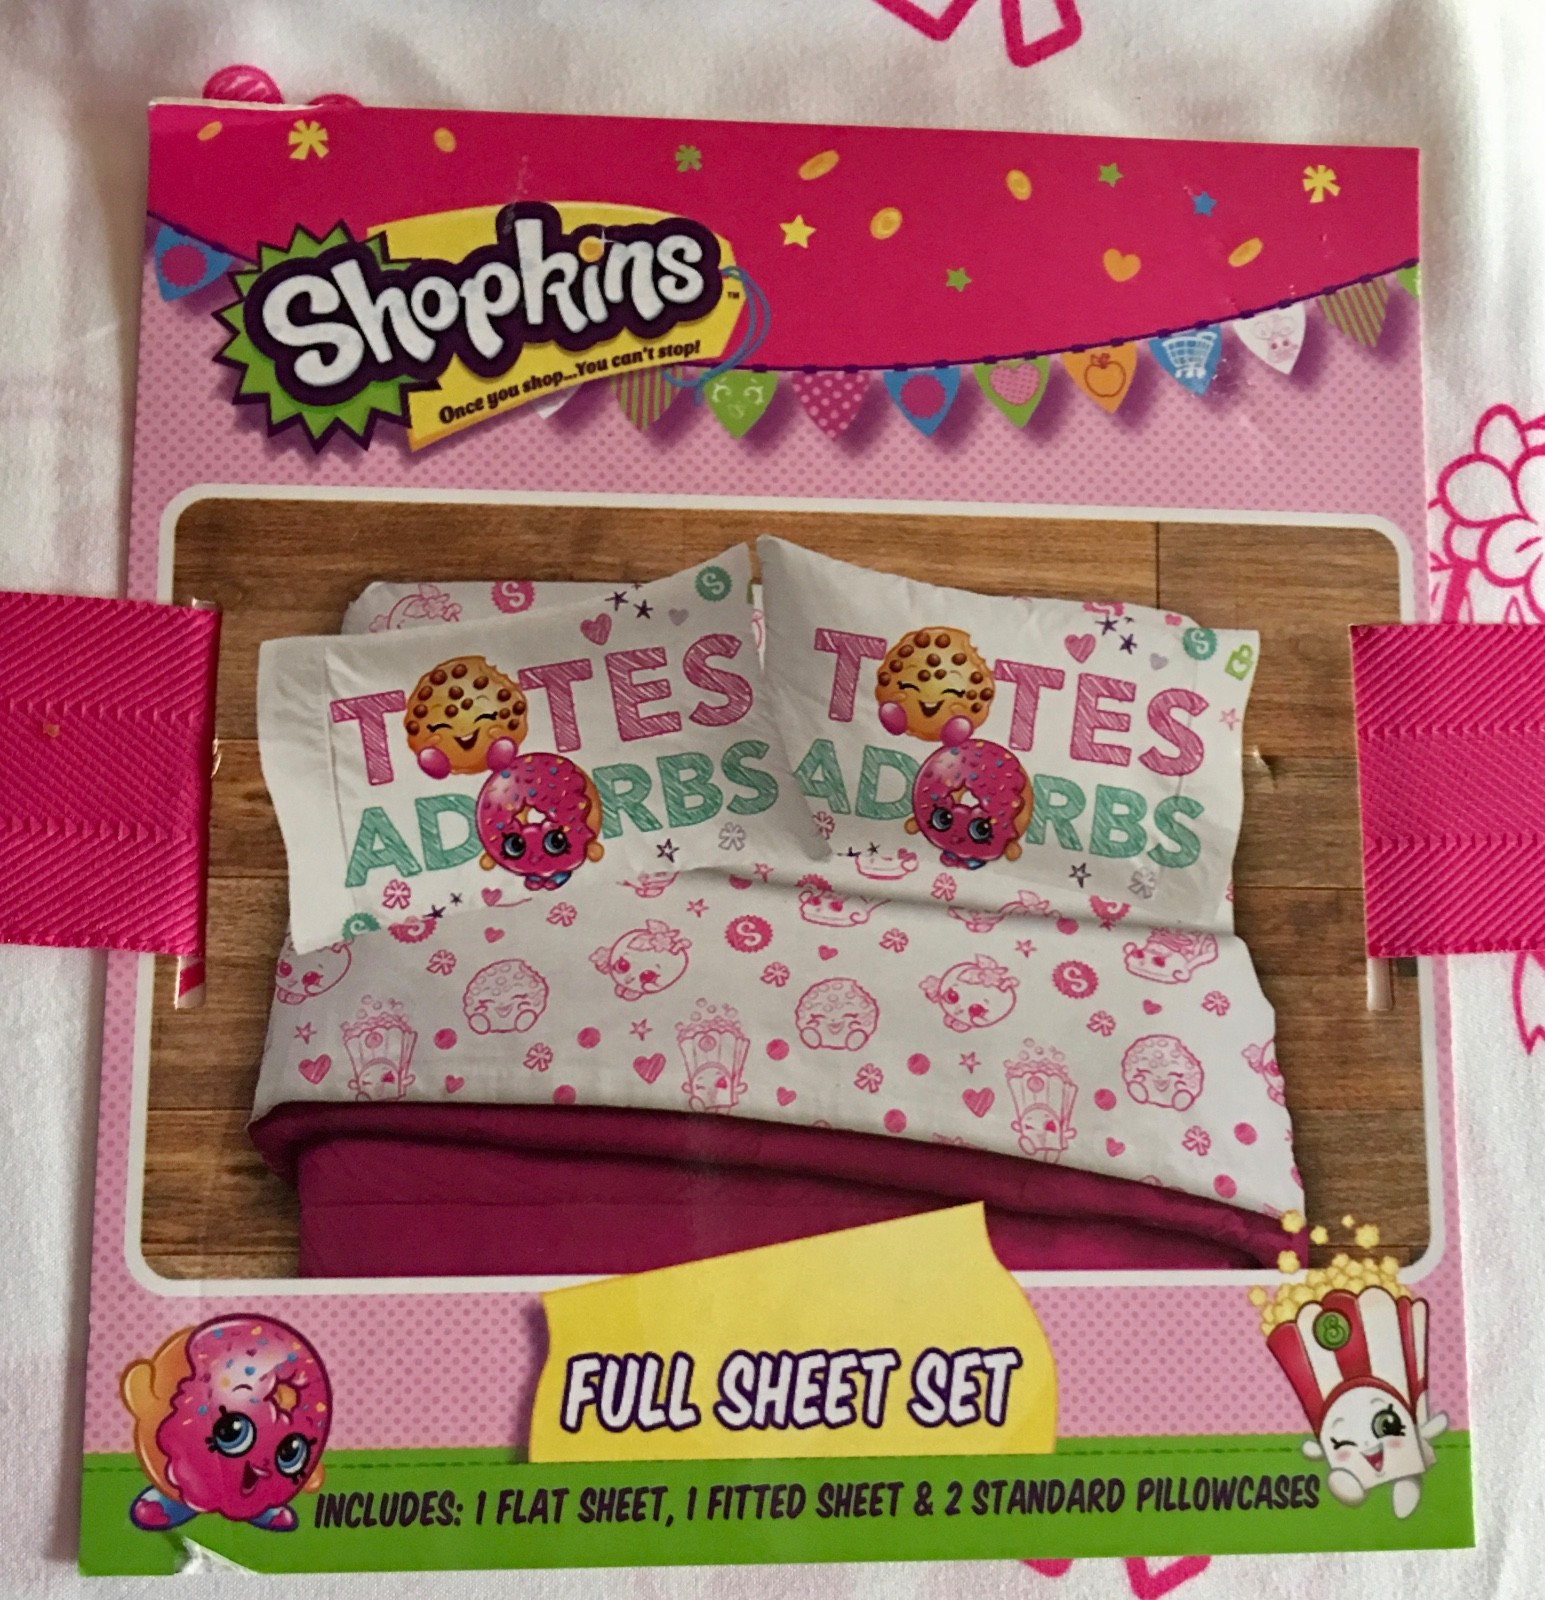 Shopkins™
Once you shop...You can't stop!
TOTES
ADORBS
TOTES
ADORBS
FULL SHEET SET
INCLUDES: 1 FLAT SHEET, 1 FITTED SHEET & 2 STANDARD PILLOWCASES